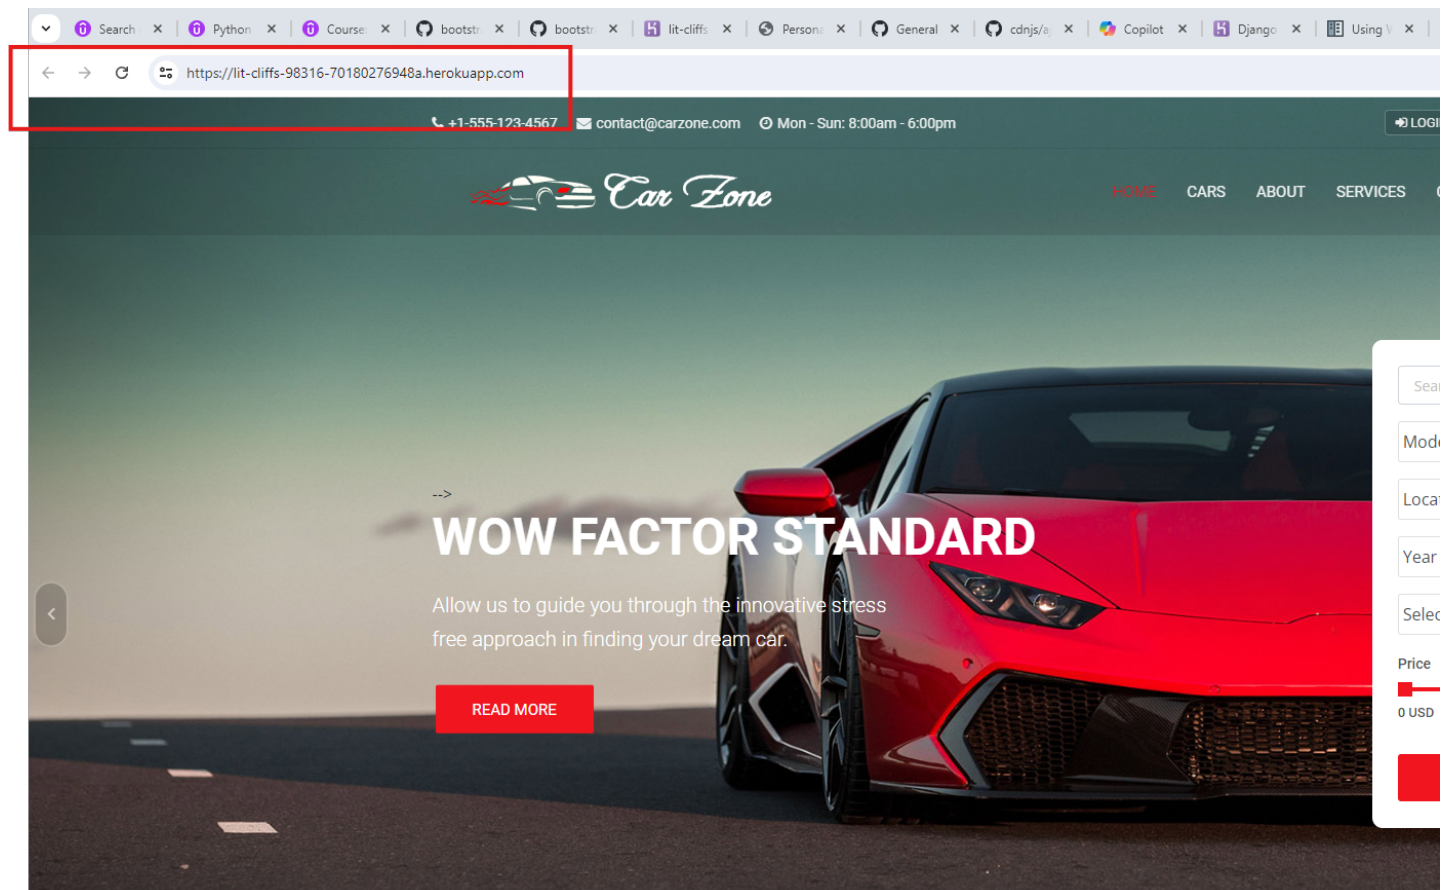 Search
Python
Course
bootstr
bootstr
lit-cliffs
Persona
General
cdnjs/a
Copilot
Django
Using
https://lit-cliffs-98316-70180276948a.herokuapp.com
+1-555-123-4567 contact@carzone.com Mon - Sun: 8:00am - 6:00pm
LOGI
Car Zone
HOME CARS ABOUT SERVICES
Sea
-->
WOW FACTOR STANDARD
Allow us to guide you through the innovative stress
free approach in finding your dream car.
READ MORE
Mod
Loca
Year
Selec
Price
0 USD